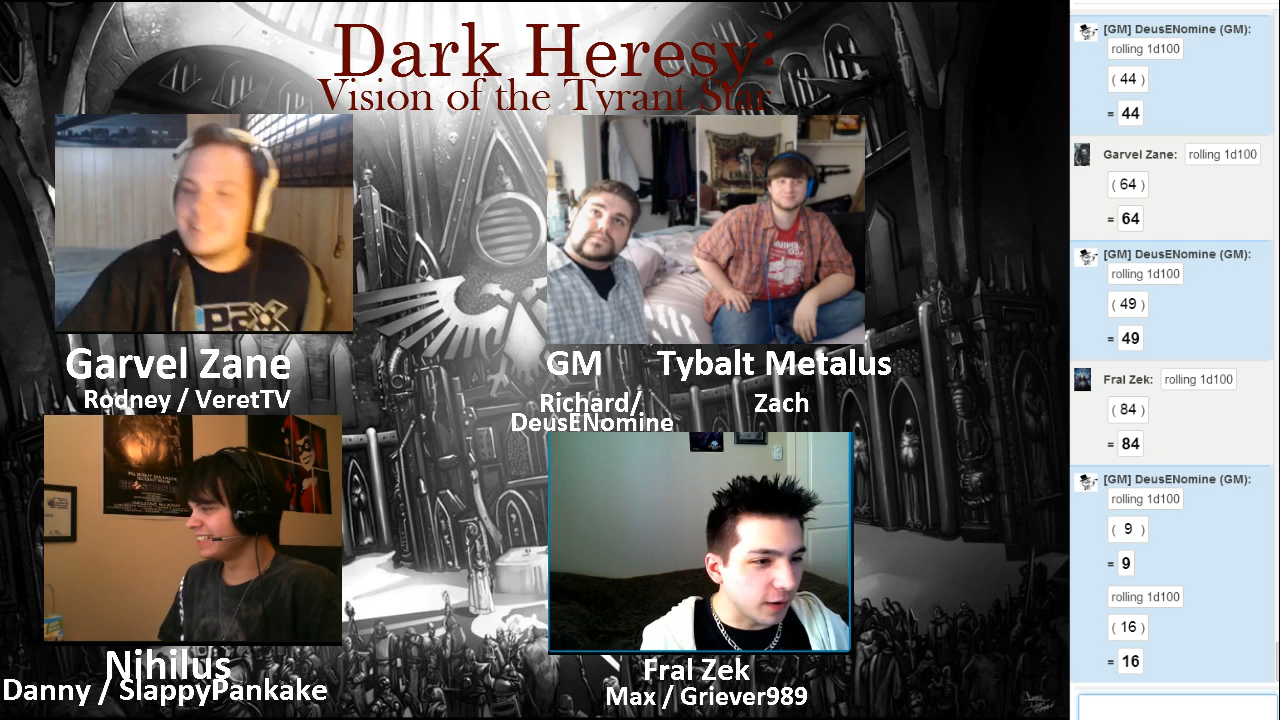 Dark Heresy:
Vision of the Tyrant Star
PAX
Garvel Zane
Rodney / VeretTV
GM
Richard/
DeusENomine
Tybalt Metalus
Zach
Nihilus
Danny / SlappyPankake
Fral Zek
Max / Griever989
[GM] DeusENomine (GM):
rolling 1d100
( 44 )
= 44
Garvel Zane: rolling 1d100
( 64 )
= 64
[GM] DeusENomine (GM):
rolling 1d100
( 49 )
= 49
Fral Zek: rolling 1d100
( 84 )
= 84
[GM] DeusENomine (GM):
rolling 1d100
( 9 )
= 9
rolling 1d100
( 16 )
= 16